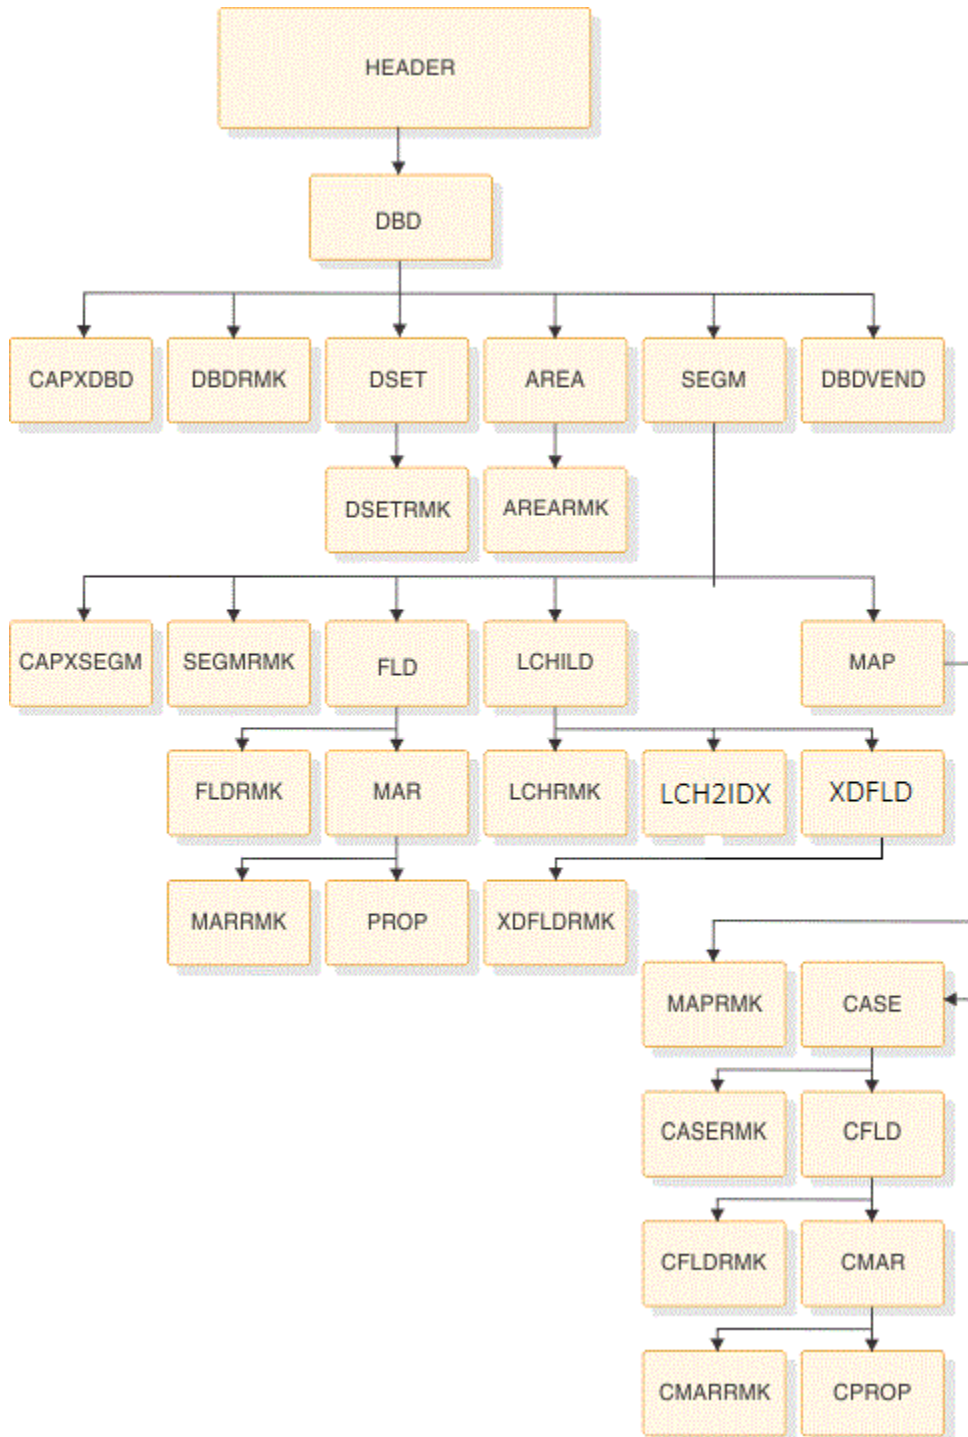 HEADER
DBD
CAPXDBD
DBDRMK
DSET
AREA
SEGM
DBDVEND
DSETRMK
AREARMK
CAPXSEGM
SEGMRMK
FLD
LCHILD
MAP
FLDRMK
MAR
LCHRMK
LCH2IDX
XDFLD
MARRMK
PROP
XDFLDRMK
MAPRMK
CASE
CASERMK
CFLD
CFLDRMK
CMAR
CMARRMK
CPROP